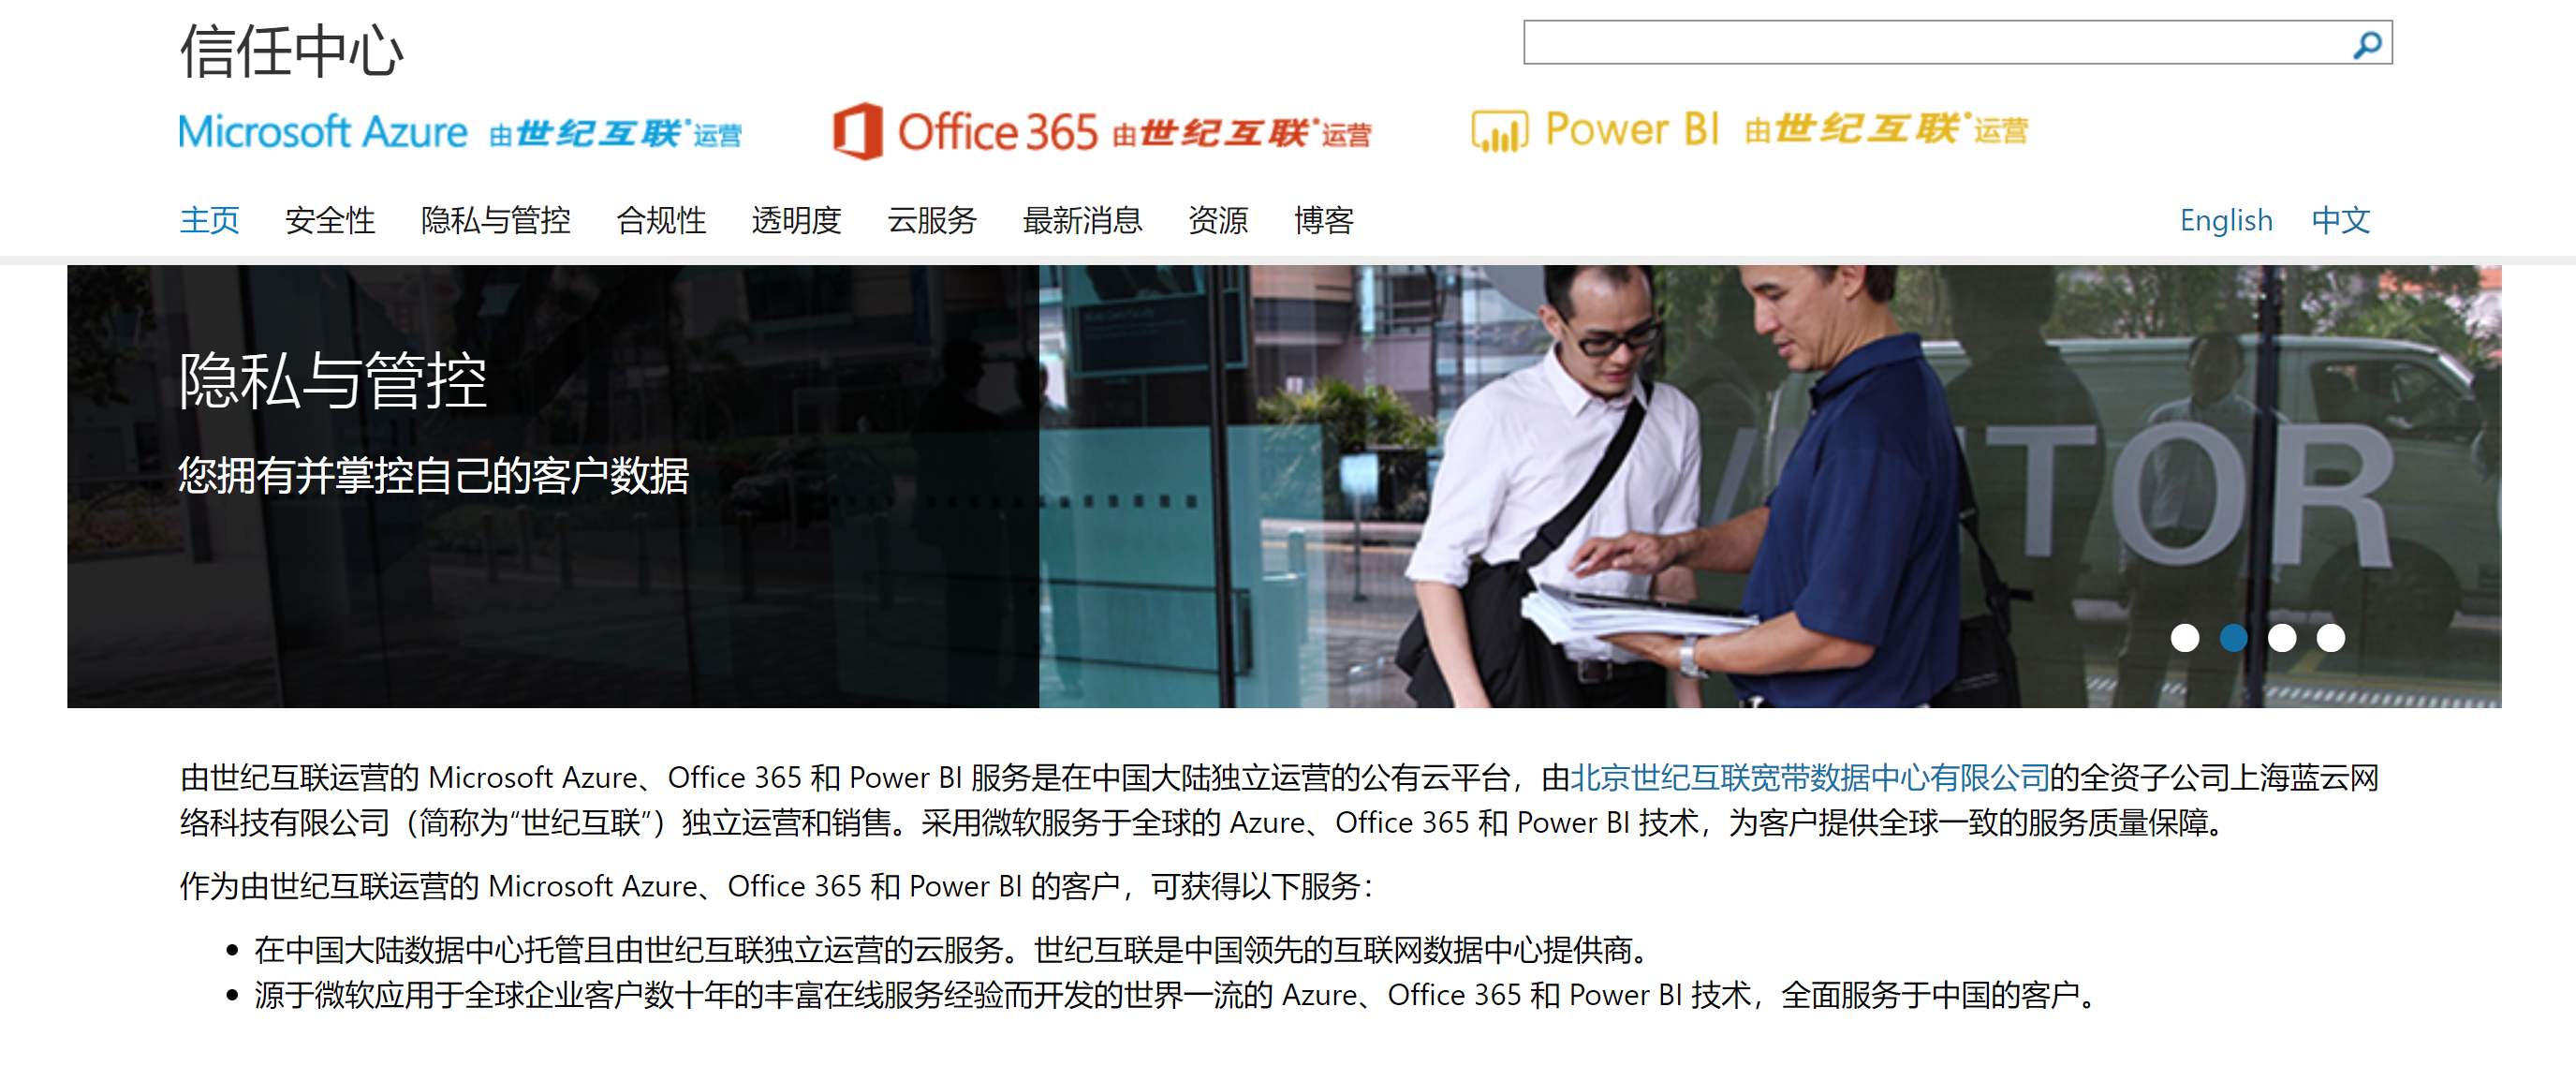 信任中心
Microsoft Azure 由世纪互联运营
Office 365 由世纪互联运营
Power BI 由世纪互联运营
主页 安全性 隐私与管控 合规性 透明度 云服务 最新消息 资源 博客 English 中文
隐私与管控
您拥有并掌控自己的客户数据
TOR
由世纪互联运营的 Microsoft Azure、Office 365 和 Power BI 服务是在中国大陆独立运营的公有云平台，由北京世纪互联宽带数据中心有限公司的全资子公司上海蓝云网
络科技有限公司（简称为“世纪互联”）独立运营和销售。采用微软服务于全球的 Azure、Office 365 和 Power BI 技术，为客户提供全球一致的服务质量保障。
作为由世纪互联运营的 Microsoft Azure、Office 365 和 Power BI 的客户，可获得以下服务：
• 在中国大陆数据中心托管且由世纪互联独立运营的云服务。世纪互联是中国领先的互联网数据中心提供商。
• 源于微软应用于全球企业客户数十年的丰富在线服务经验而开发的世界一流的 Azure、Office 365 和 Power BI 技术，全面服务于中国的客户。